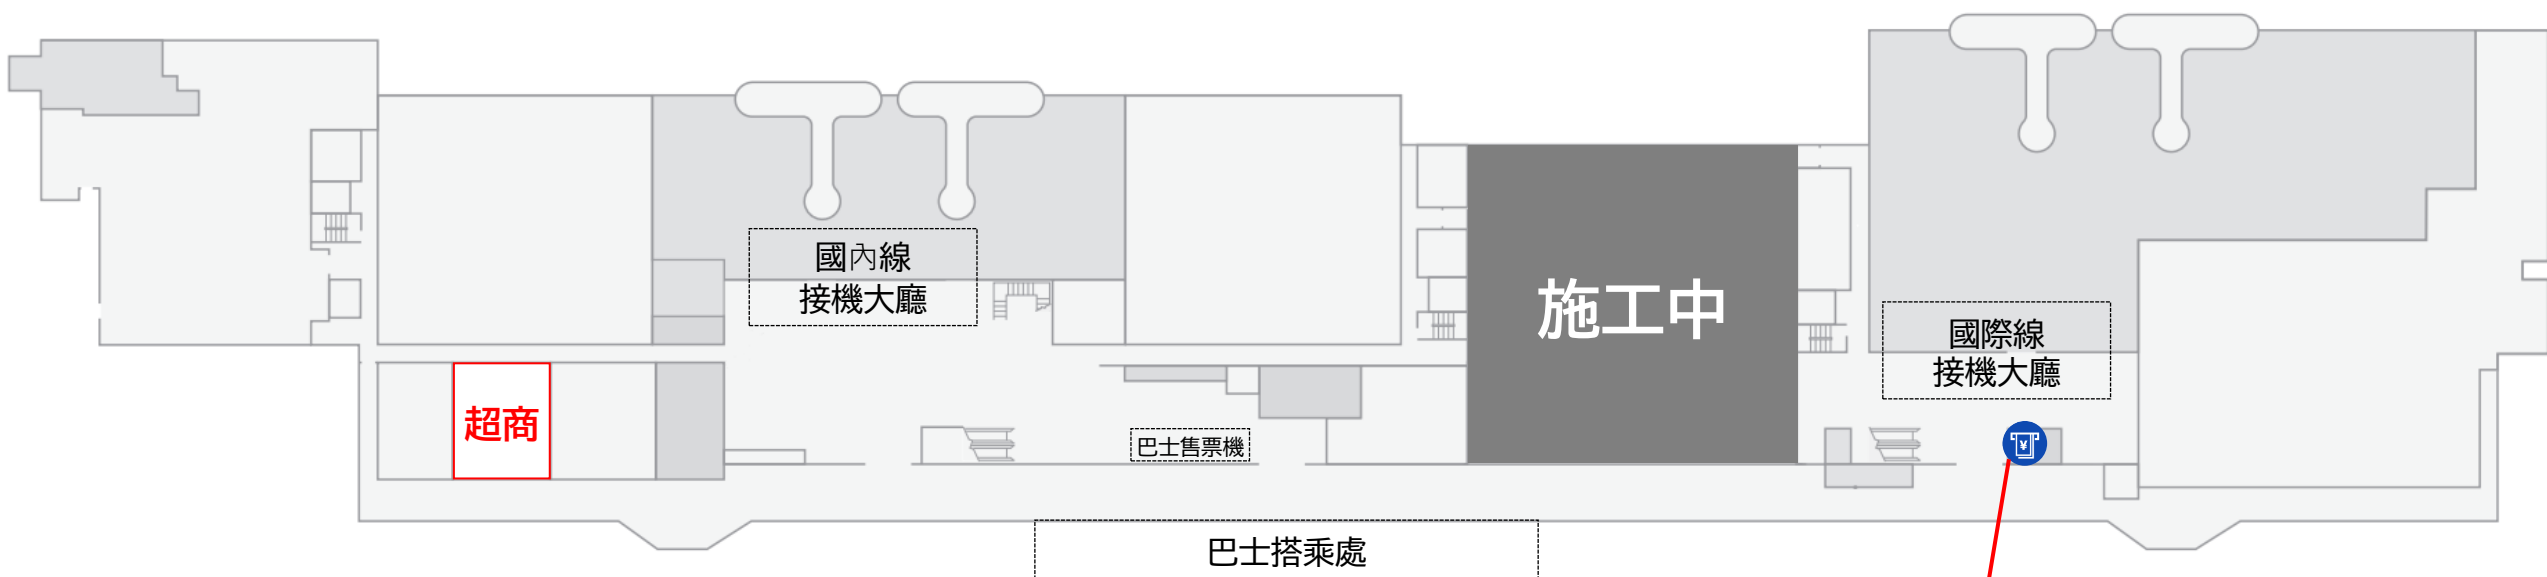 國內線
接機大廳
施工中
國際線
接機大廳
超商
巴士售票機
¥
巴士搭乘處